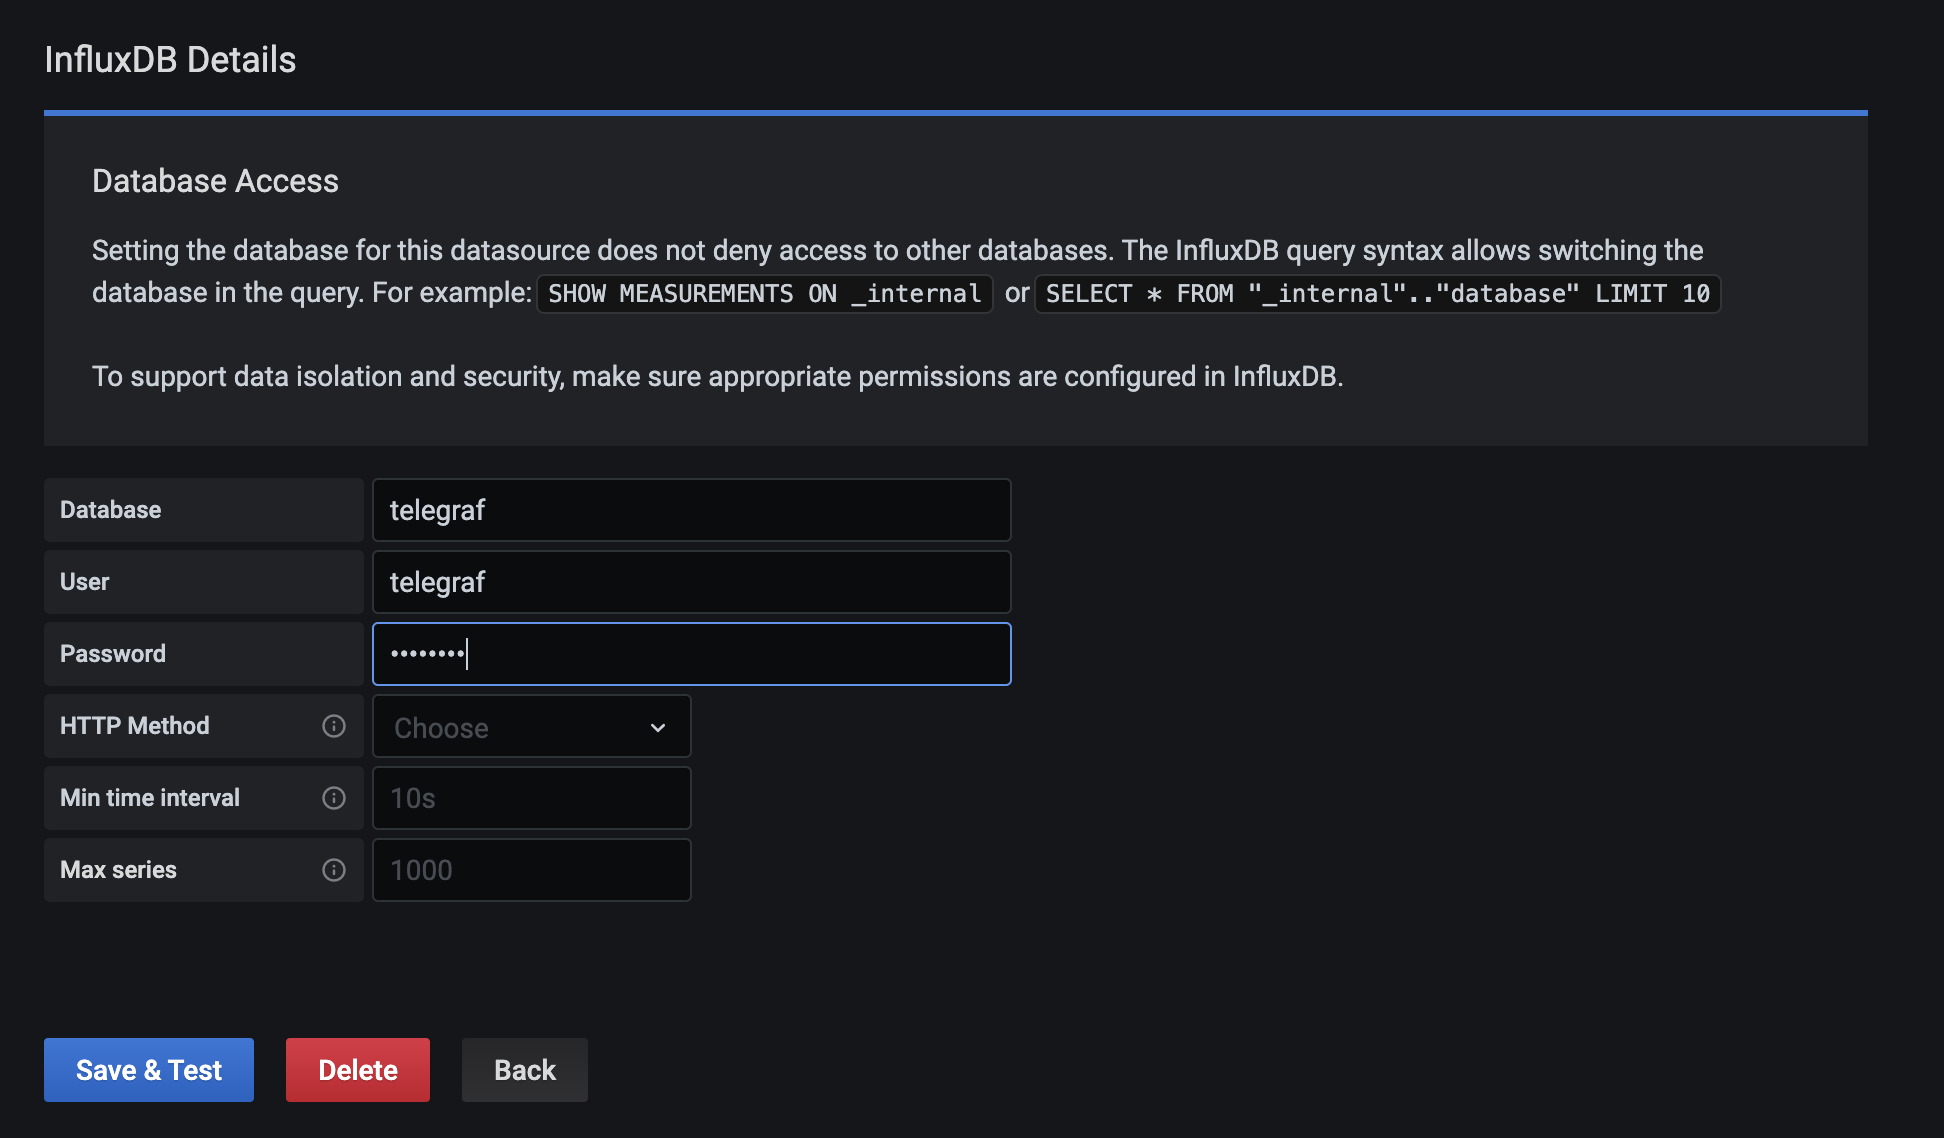 InfluxDB Details
Database Access
Setting the database for this datasource does not deny access to other databases. The InfluxDB query syntax allows switching the
database in the query. For example: SHOW MEASUREMENTS ON _internal or SELECT * FROM "_internal".."database" LIMIT 10
To support data isolation and security, make sure appropriate permissions are configured in InfluxDB.
Database telegraf
User telegraf
Password ••••••••
HTTP Method Choose
Min time interval 10s
Max series 1000
Save & Test Delete Back